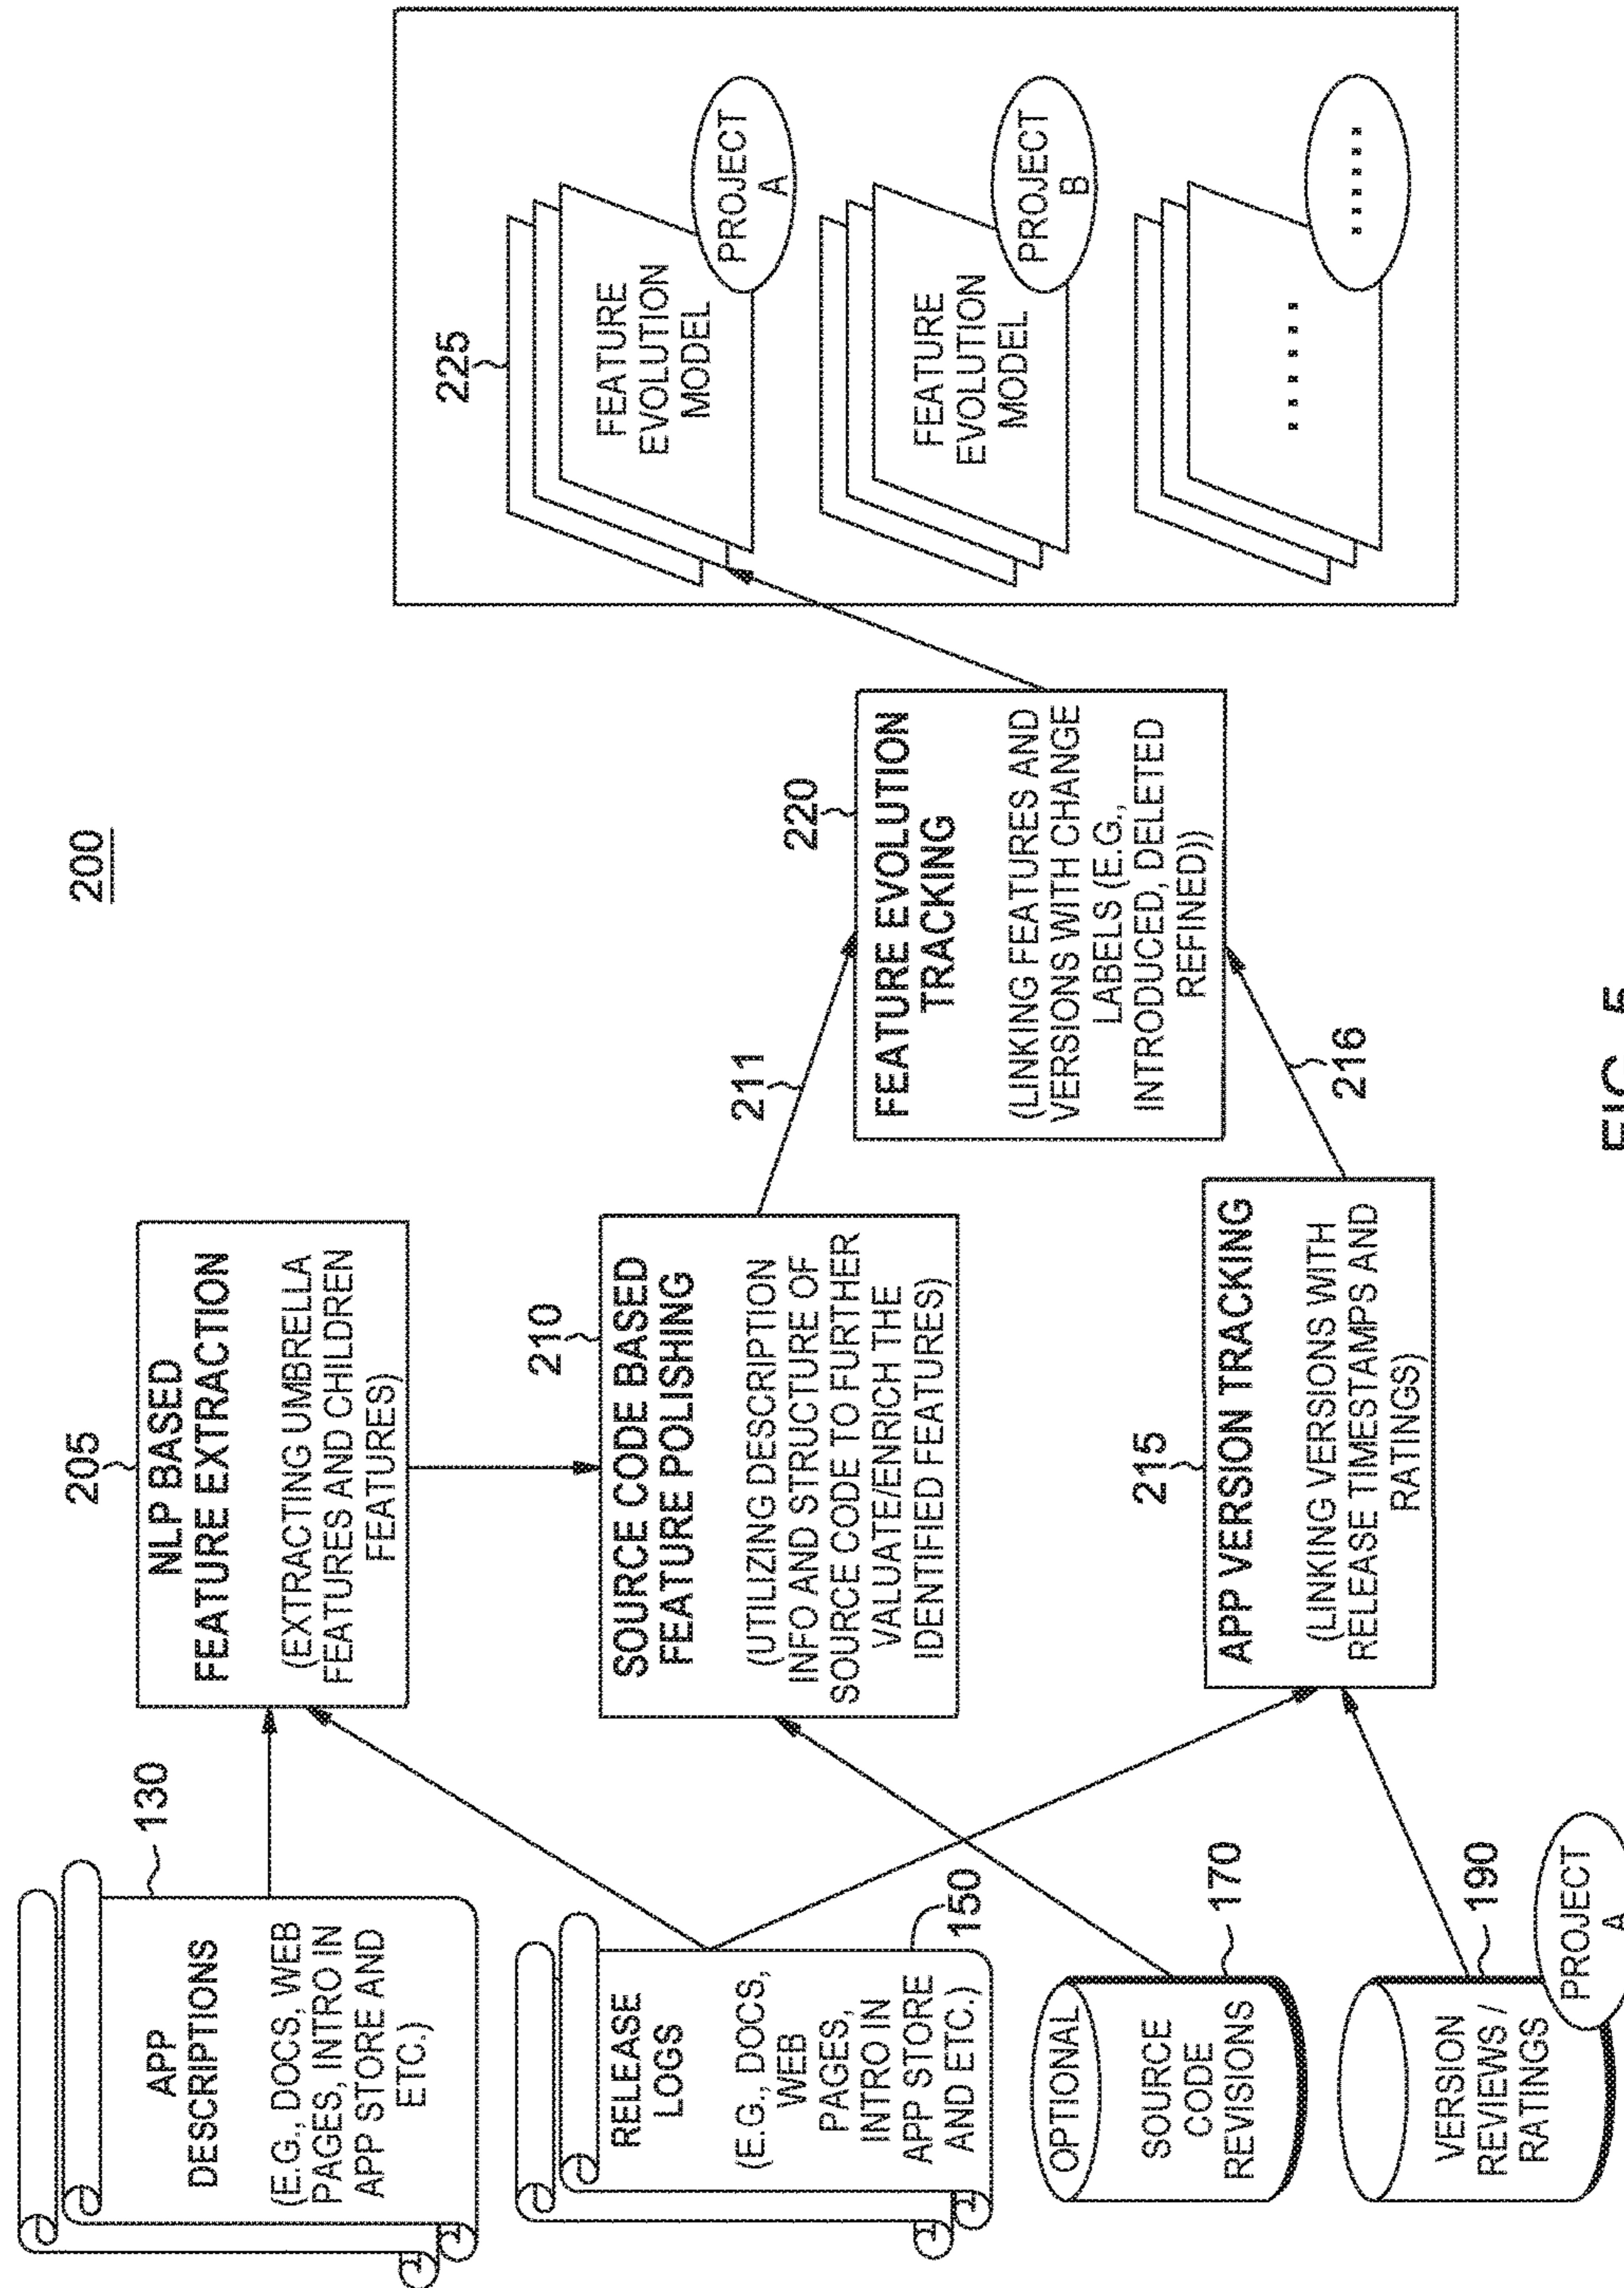 200
130
APP
DESCRIPTIONS
(E.G., DOCS, WEB
PAGES, INTRO IN
APP STORE AND
ETC.)
RELEASE
LOGS
(E.G., DOCS,
WEB
PAGES,
INTRO IN
APP STORE
AND ETC.)
150
OPTIONAL
SOURCE
CODE
REVISIONS
170
VERSION
REVIEWS /
RATINGS
190
PROJECT
A
205
NLP BASED
FEATURE EXTRACTION
(EXTRACTING UMBRELLA
FEATURES AND CHILDREN
FEATURES)
210
SOURCE CODE BASED
FEATURE POLISHING
(UTILIZING DESCRIPTION
INFO AND STRUCTURE OF
SOURCE CODE TO FURTHER
VALUATE/ENRICH THE
IDENTIFIED FEATURES)
215
APP VERSION TRACKING
(LINKING VERSIONS WITH
RELEASE TIMESTAMPS AND
RATINGS)
211
216
220
FEATURE EVOLUTION
TRACKING
(LINKING FEATURES AND
VERSIONS WITH CHANGE
LABELS (E.G.,
INTRODUCED, DELETED
REFINED))
225
FEATURE
EVOLUTION
MODEL
PROJECT
A
FEATURE
EVOLUTION
MODEL
PROJECT
B
......
......
FIG. 5